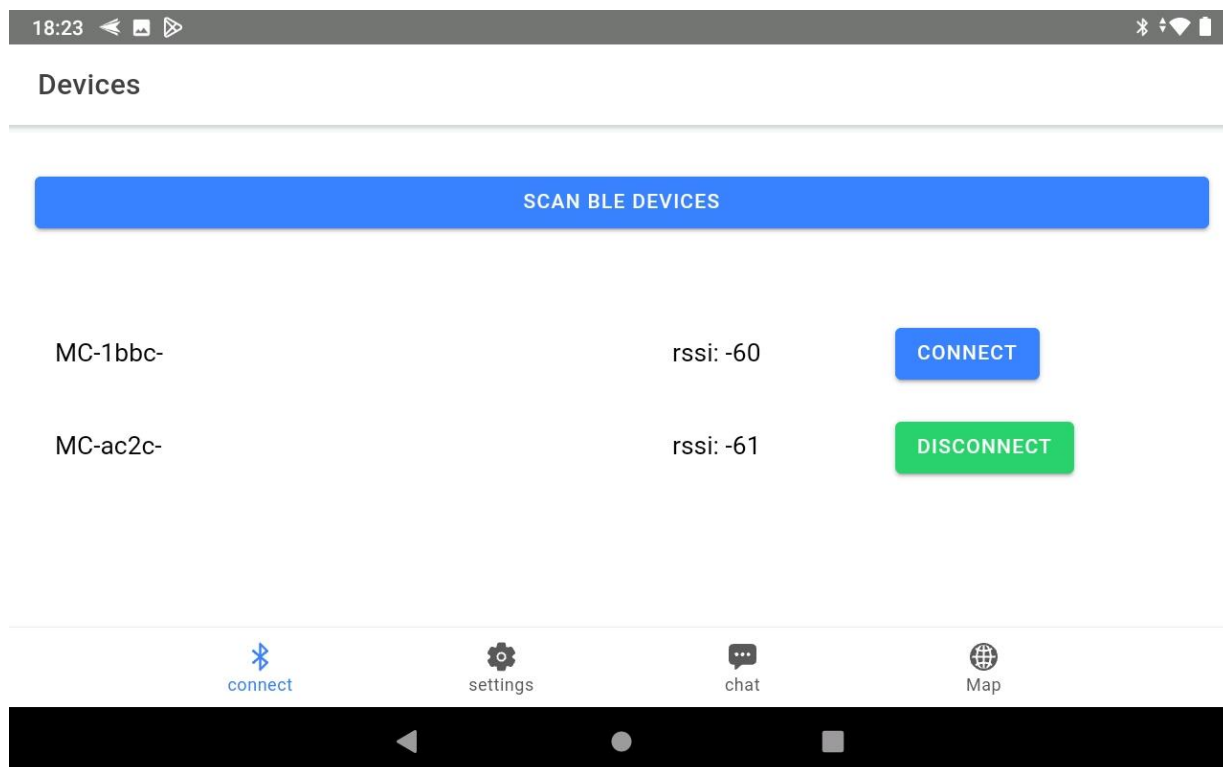 18:23
Devices
SCAN BLE DEVICES
MC-1bbc- rssi: -60 CONNECT
MC-ac2c- rssi: -61 DISCONNECT
connect settings chat Map